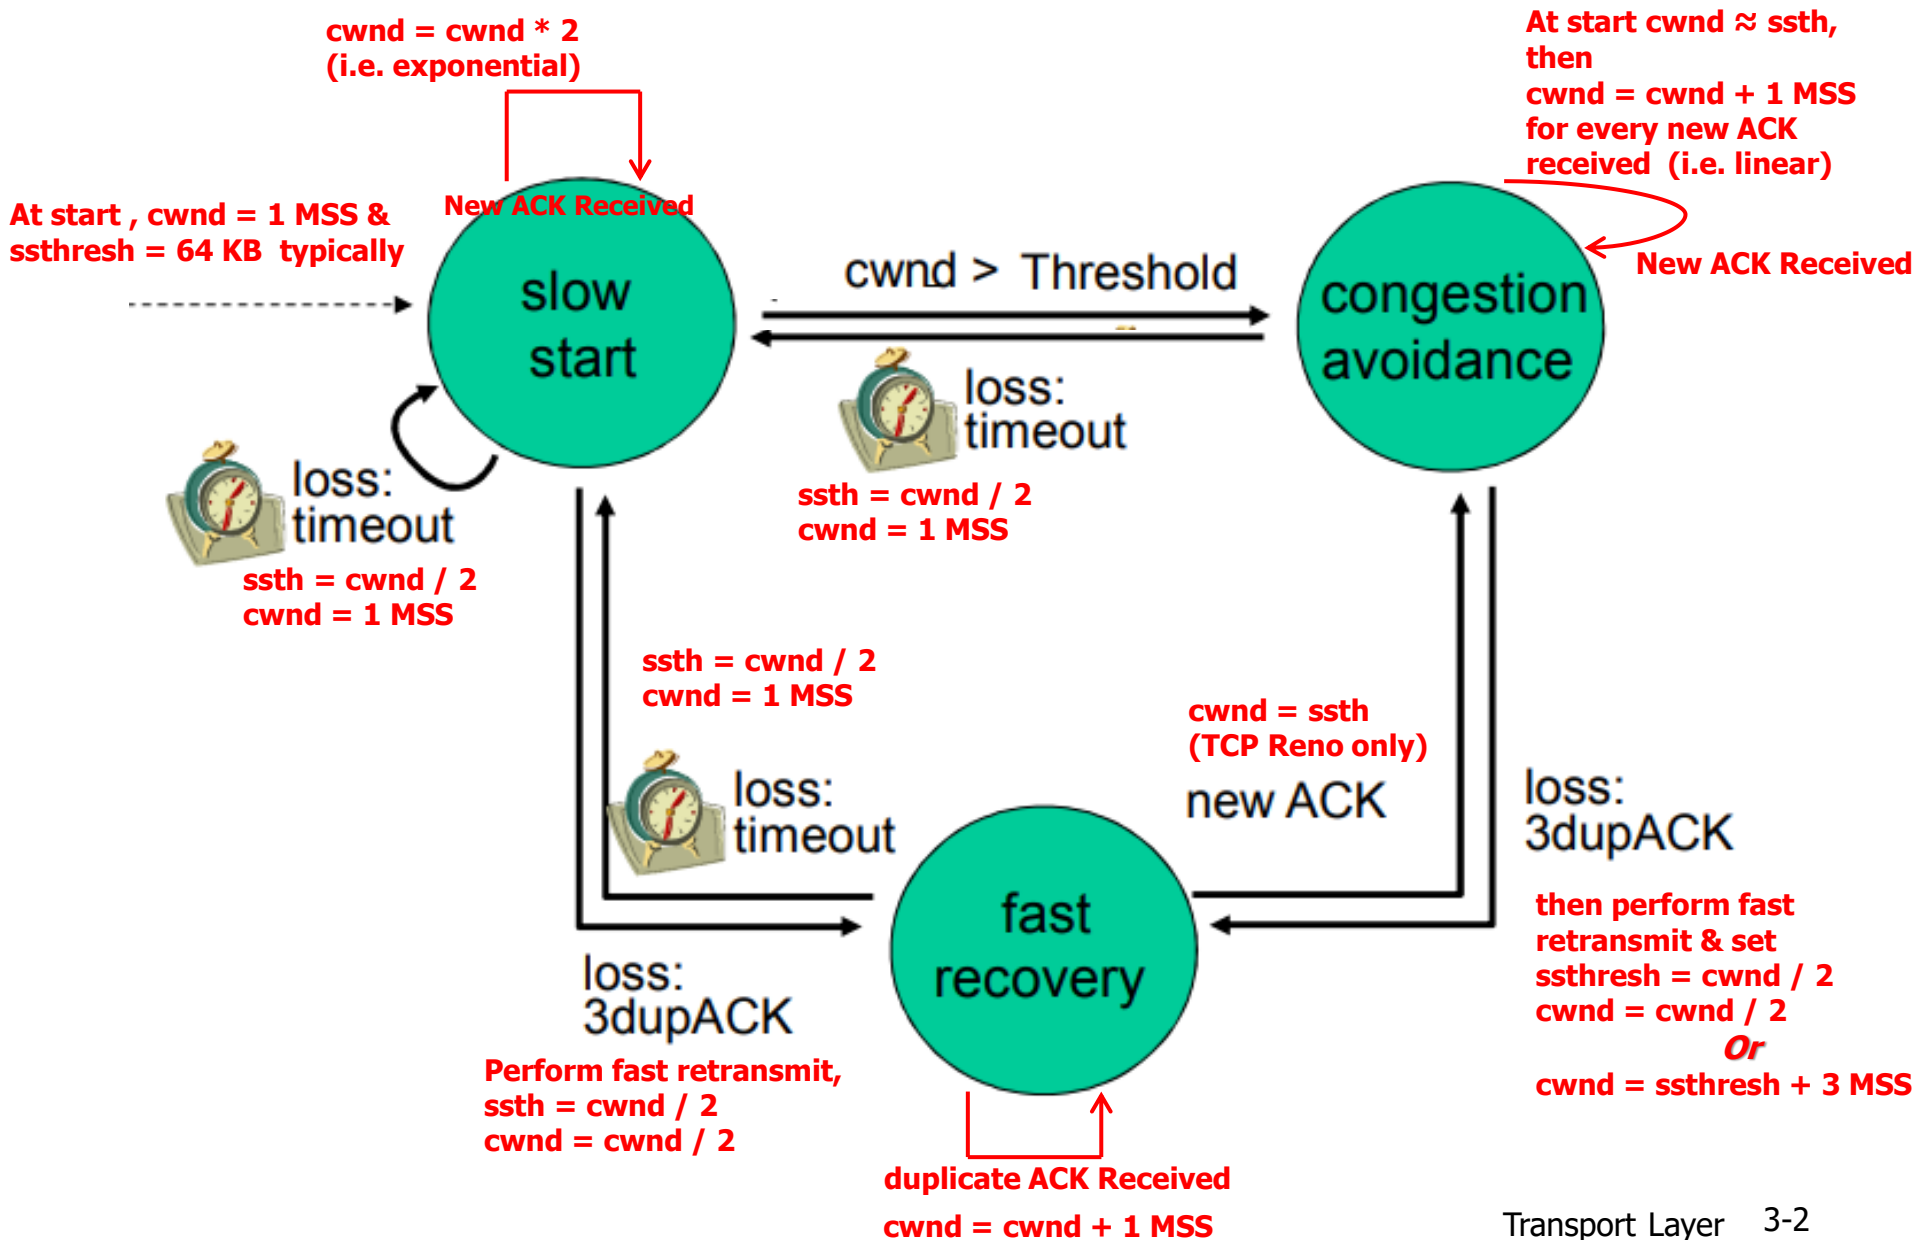 cwnd = cwnd * 2
(i.e. exponential)
At start cwnd ≈ ssth,
then
cwnd = cwnd + 1 MSS
for every new ACK
received (i.e. linear)
At start , cwnd = 1 MSS &
ssthresh = 64 KB typically
New ACK Received
New ACK Received
slow
start
cwnd > Threshold
congestion
avoidance
loss:
timeout
ssth = cwnd / 2
cwnd = 1 MSS
loss:
timeout
ssth = cwnd / 2
cwnd = 1 MSS
ssth = cwnd / 2
cwnd = 1 MSS
loss:
timeout
cwnd = ssth
(TCP Reno only)
new ACK
loss:
3dupACK
then perform fast
retransmit & set
ssthresh = cwnd / 2
cwnd = cwnd / 2
Or
cwnd = ssthresh + 3 MSS
fast
recovery
loss:
3dupACK
Perform fast retransmit,
ssth = cwnd / 2
cwnd = cwnd / 2
duplicate ACK Received
cwnd = cwnd + 1 MSS
Transport Layer 3-2